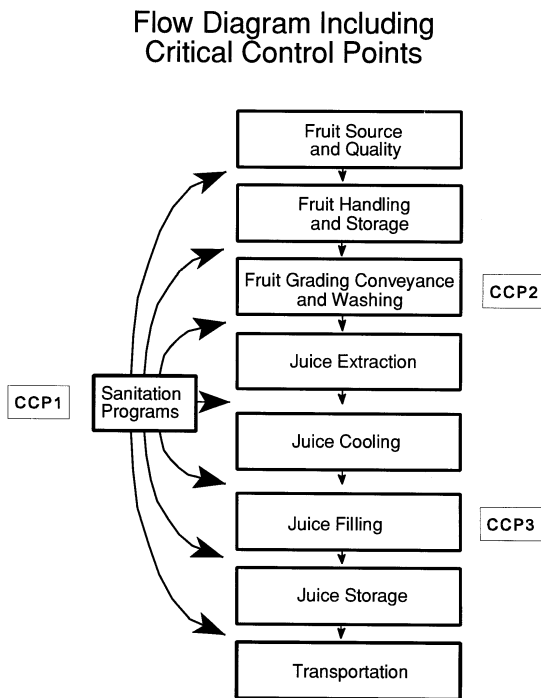 Flow Diagram Including
Critical Control Points
Fruit Source
and Quality
Fruit Handling
and Storage
Fruit Grading Conveyance
and Washing
CCP2
Juice Extraction
CCP1
Sanitation
Programs
Juice Cooling
Juice Filling
CCP3
Juice Storage
Transportation